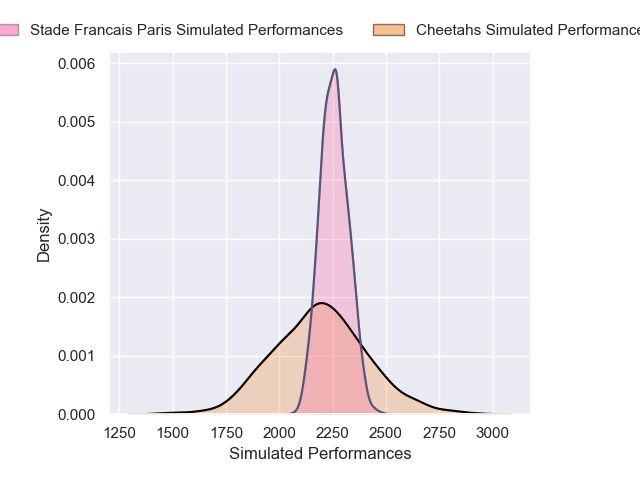 Stade Francais Paris Simulated Performances Cheetahs Simulated Performance
0.006
0.005
0.004
0.003
0.002
0.001
0.000
1250 1500 1750 2000 2250 2500 2750 3000
Simulated Performances
Density